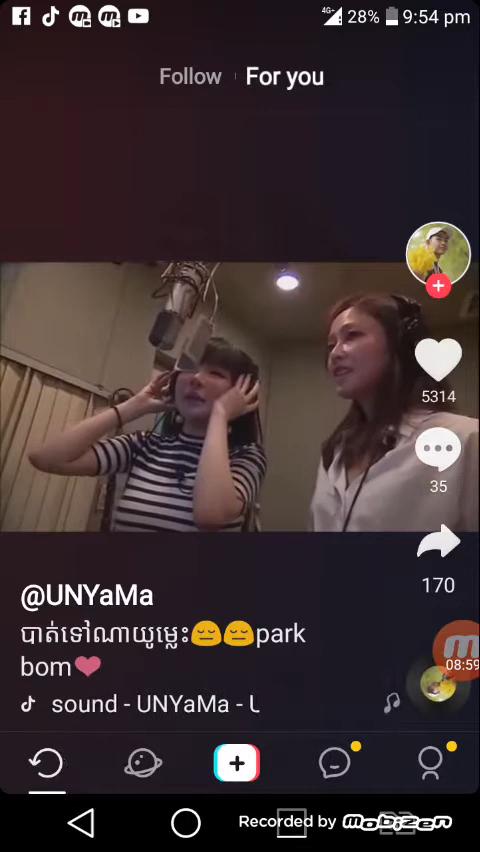 4G+ 28% 9:54 pm
Follow For you
5314
35
170
@UNYaMa
បាត់ទៅណាយូម្លេះ😔😔park
bom❤
08:59
sound - UNYaMa - U
Recorded by MOBIZEN